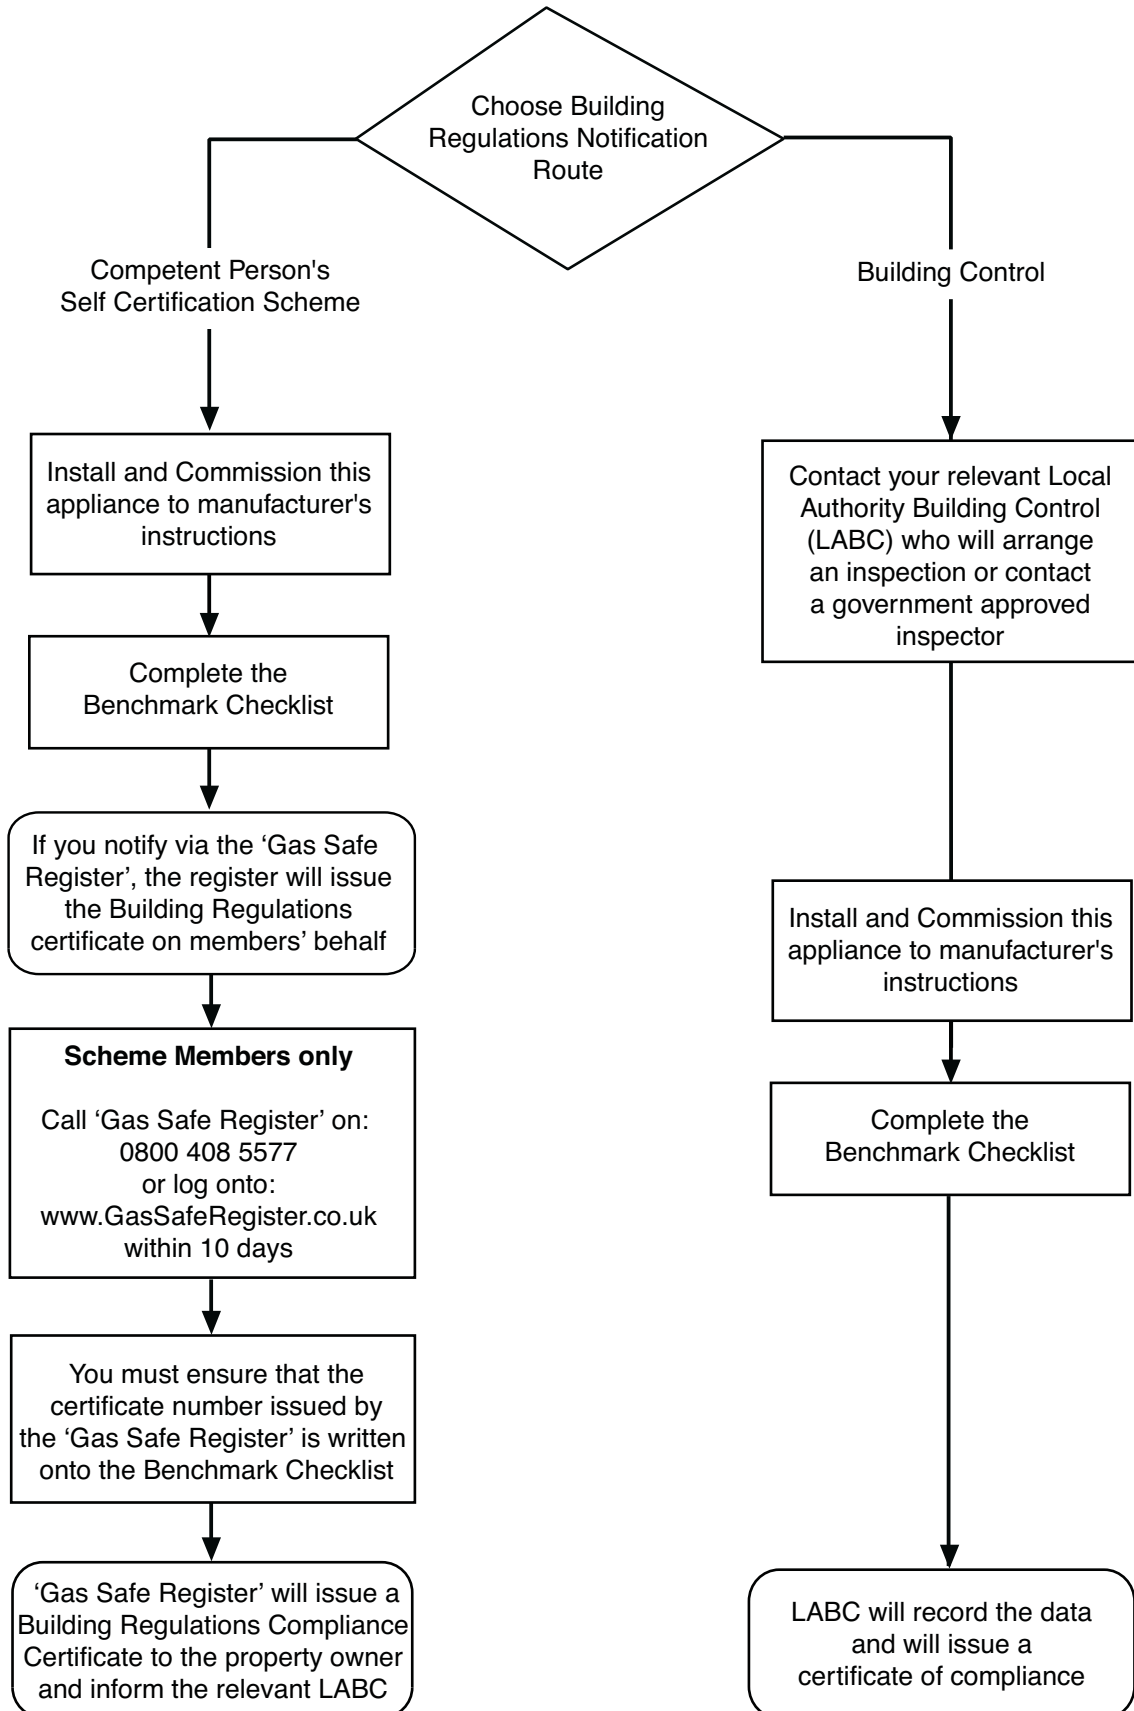 Choose Building
Regulations Notification
Route
Competent Person's
Self Certification Scheme
Building Control
Install and Commission this
appliance to manufacturer's
instructions
Contact your relevant Local
Authority Building Control
(LABC) who will arrange
an inspection or contact
a government approved
inspector
Complete the
Benchmark Checklist
If you notify via the ‘Gas Safe
Register’, the register will issue
the Building Regulations
certificate on members’ behalf
Install and Commission this
appliance to manufacturer's
instructions
Scheme Members only
Call ‘Gas Safe Register’ on:
0800 408 5577
or log onto:
www.GasSafeRegister.co.uk
within 10 days
Complete the
Benchmark Checklist
You must ensure that the
certificate number issued by
the ‘Gas Safe Register’ is written
onto the Benchmark Checklist
‘Gas Safe Register’ will issue a
Building Regulations Compliance
Certificate to the property owner
and inform the relevant LABC
LABC will record the data
and will issue a
certificate of compliance